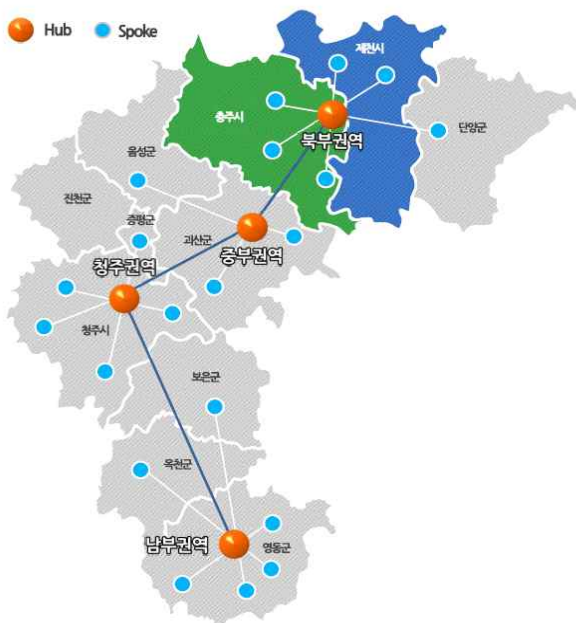 Hub Spoke
제천시
충주시
단양군
북부권역
음성군
진천군
증평군
괴산군
중부권역
청주권역
청주시
보은군
옥천군
남부권역
영동군